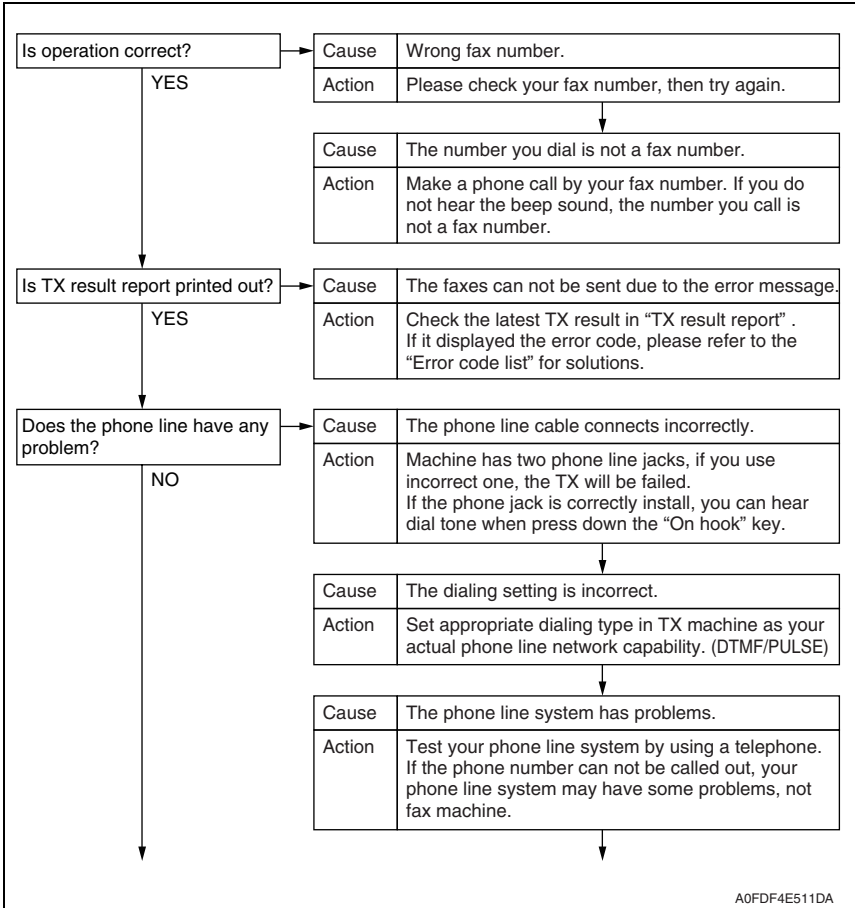 Is operation correct?
YES
Cause
Wrong fax number.
Action
Please check your fax number, then try again.
Cause
The number you dial is not a fax number.
Action
Make a phone call by your fax number. If you do
not hear the beep sound, the number you call is
not a fax number.
Is TX result report printed out?
YES
Cause
The faxes can not be sent due to the error message.
Action
Check the latest TX result in “TX result report” .
If it displayed the error code, please refer to the
“Error code list” for solutions.
Does the phone line have any
problem?
NO
Cause
The phone line cable connects incorrectly.
Action
Machine has two phone line jacks, if you use
incorrect one, the TX will be failed.
If the phone jack is correctly install, you can hear
dial tone when press down the “On hook” key.
Cause
The dialing setting is incorrect.
Action
Set appropriate dialing type in TX machine as your
actual phone line network capability. (DTMF/PULSE)
Cause
The phone line system has problems.
Action
Test your phone line system by using a telephone.
If the phone number can not be called out, your
phone line system may have some problems, not
fax machine.
A0FDF4E511DA